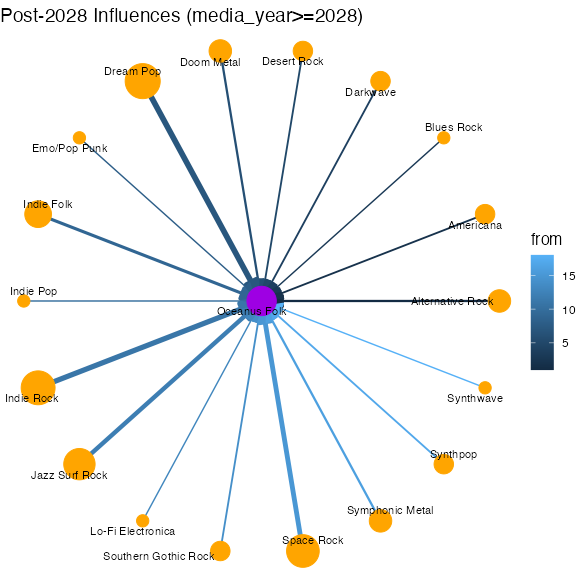 Post-2028 Influences (media_year>=2028)
Doom Metal
Desert Rock
Dream Pop
Darkwave
Blues Rock
Emo/Pop Punk
Indie Folk
Americana
from
15
10
5
Indie Pop
Alternative Rock
Oceanus Folk
Indie Rock
Synthwave
Synthpop
Jazz Surf Rock
Symphonic Metal
Lo-Fi Electronica
Space Rock
Southern Gothic Rock